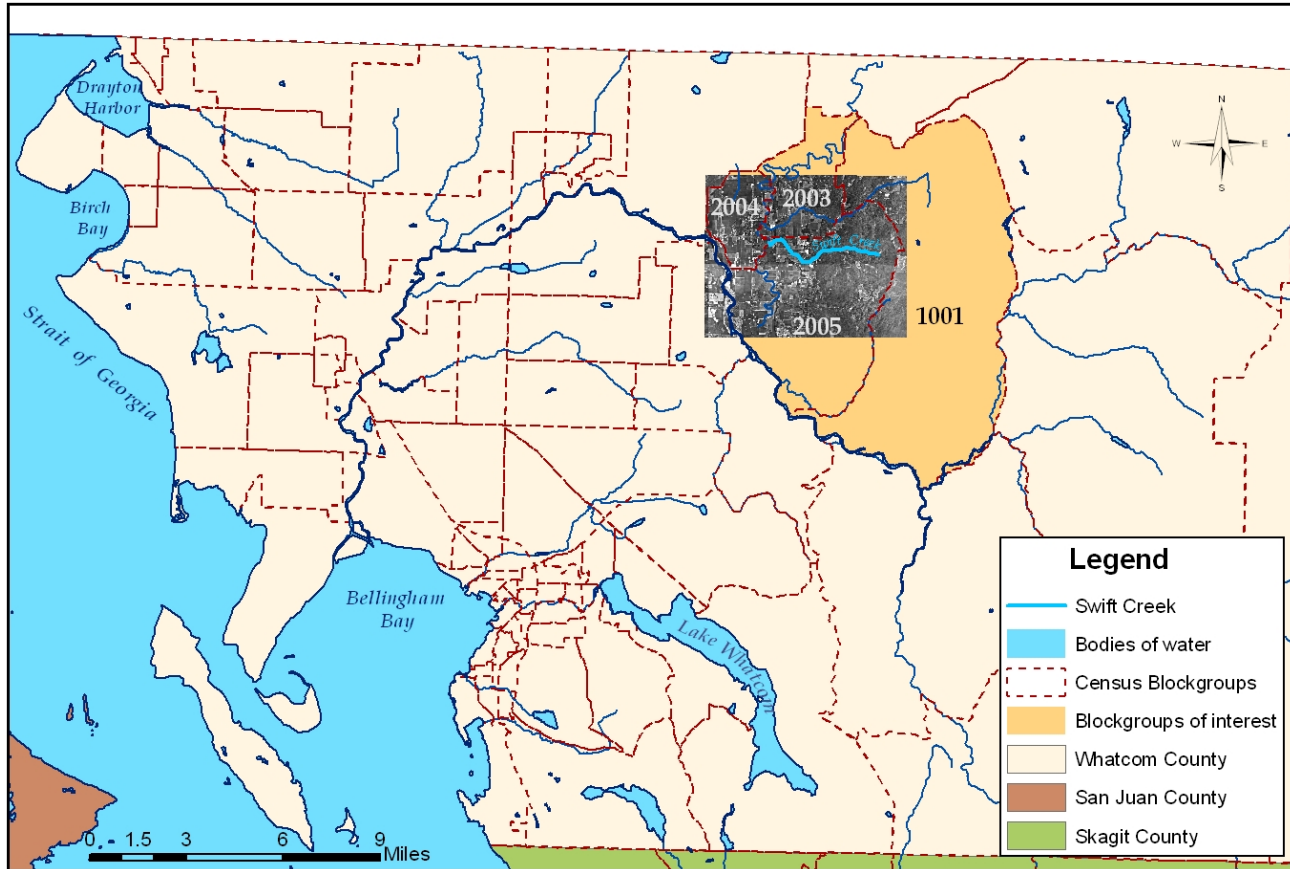 Drayton
Harbor
N
W E
S
Birch
Bay
2004
2003
Swift Creek
Strait of Georgia
2005
1001
Bellingham
Bay
Lake Whatcom
Legend
Swift Creek
Bodies of water
Census Blockgroups
Blockgroups of interest
Whatcom County
San Juan County
Skagit County
0 1.5 3 6 9
Miles